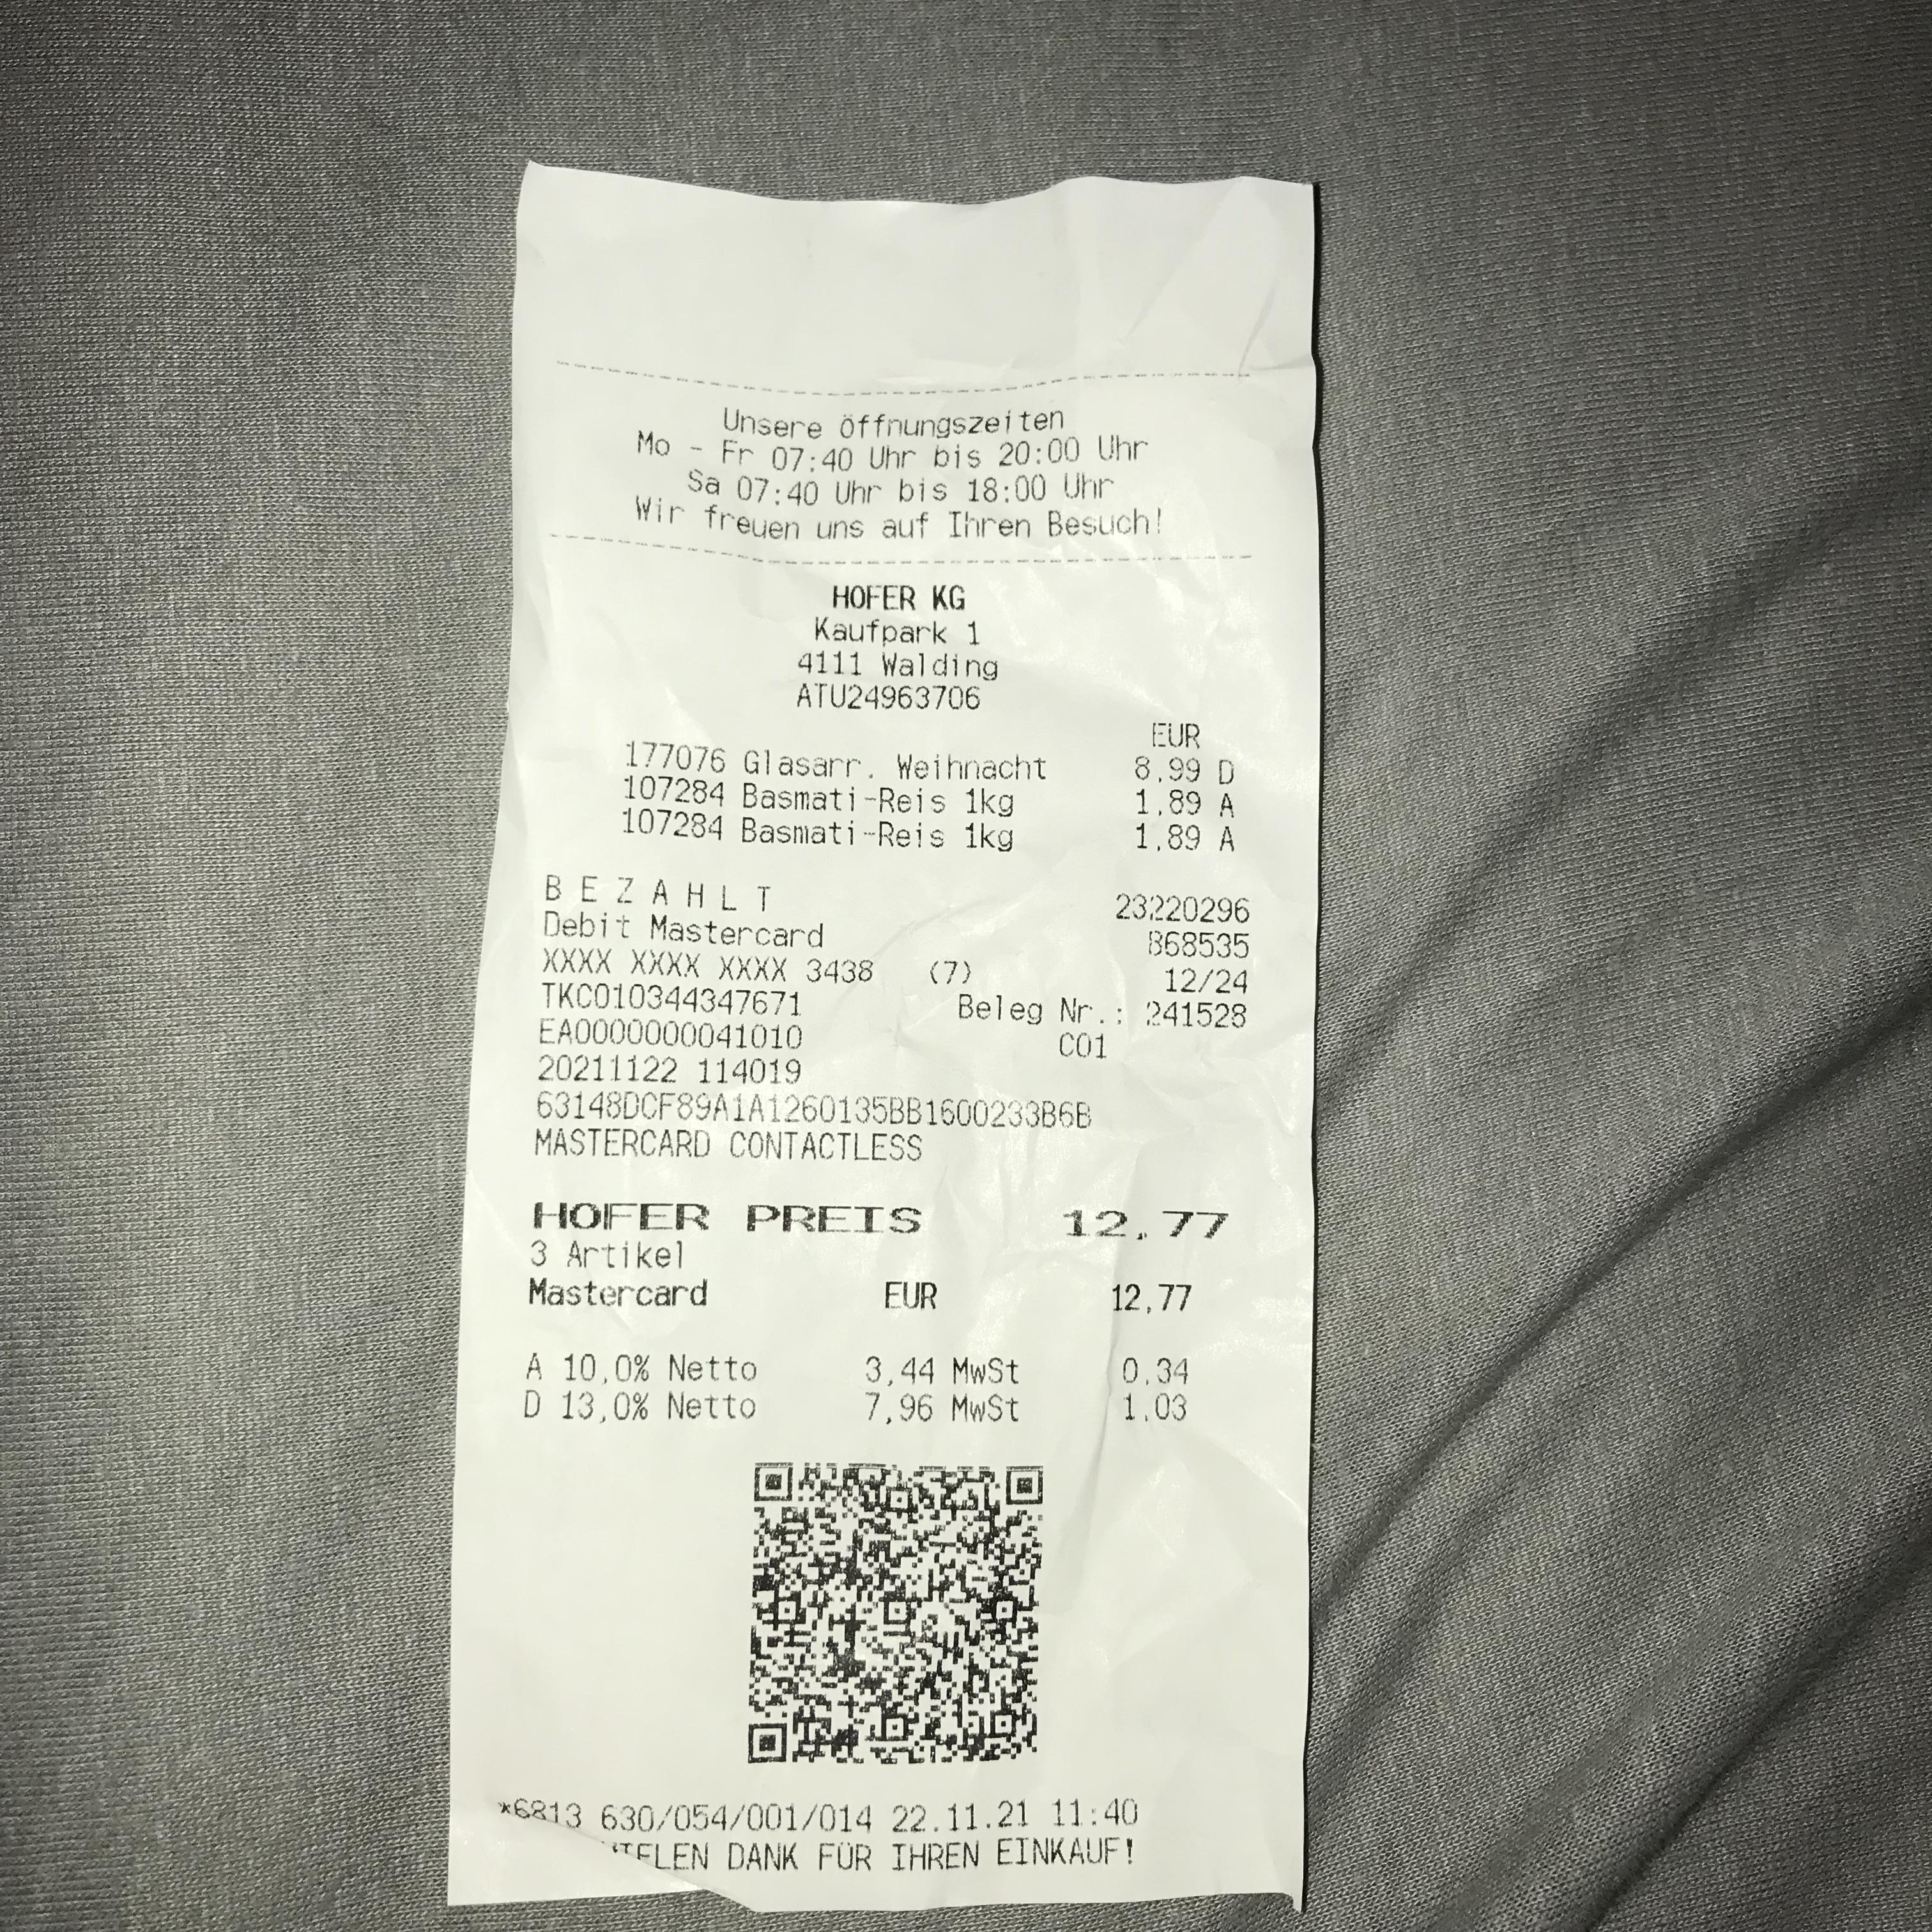 Unsere Öffnungszeiten
Mo - Fr 07:40 Uhr bis 20:00 Uhr
Sa 07:40 Uhr bis 18:00 Uhr
Wir freuen uns auf Ihren Besuch!
HOFER KG
Kaufpark 1
4111 Walding
ATU24963706
EUR
177076 Glasarr. Weihnacht 8,99 D
107284 Basmati-Reis 1kg 1,89 A
107284 Basmati-Reis 1kg 1,89 A
B E Z A H L T 23220296
Debit Mastercard 868535
XXXX XXXX XXXX 3438 (7) 12/24
TKC010344347671 Beleg Nr.: 241528
EA0000000041010 C01
20211122 114019
63148DCF89A1A1260135BB1600233B6B
MASTERCARD CONTACTLESS
HOFER PREIS 12,77
3 Artikel
Mastercard EUR 12,77
A 10,0% Netto 3,44 MwSt 0,34
D 13,0% Netto 7,96 MwSt 1,03
*6813 630/054/001/014 22.11.21 11:40
VIELEN DANK FÜR IHREN EINKAUF!